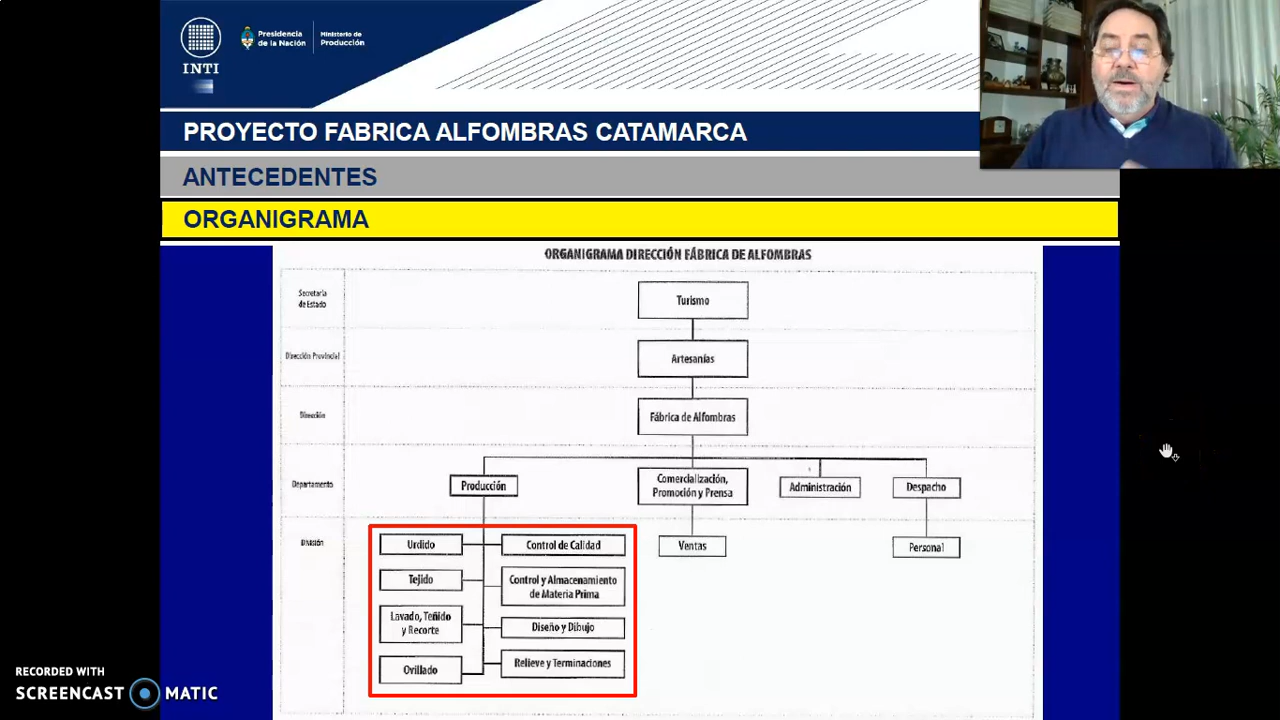 INTI
Presidencia
de la Nación
Ministerio de
Producción
PROYECTO FABRICA ALFOMBRAS CATAMARCA
ANTECEDENTES
ORGANIGRAMA
ORGANIGRAMA DIRECCIÓN FÁBRICA DE ALFOMBRAS
Secretaría
de Estado
Turismo
Dirección Provincial
Artesanías
Dirección
Fábrica de Alfombras
Departamento
Producción
Comercialización,
Promoción y Prensa
Administración
Despacho
División
Urdido
Control de Calidad
Ventas
Personal
Tejido
Control y Almacenamiento
de Materia Prima
Lavado, Teñido
y Recorte
Diseño y Dibujo
Ovillado
Relieve y Terminaciones
RECORDED WITH
SCREENCAST MATIC